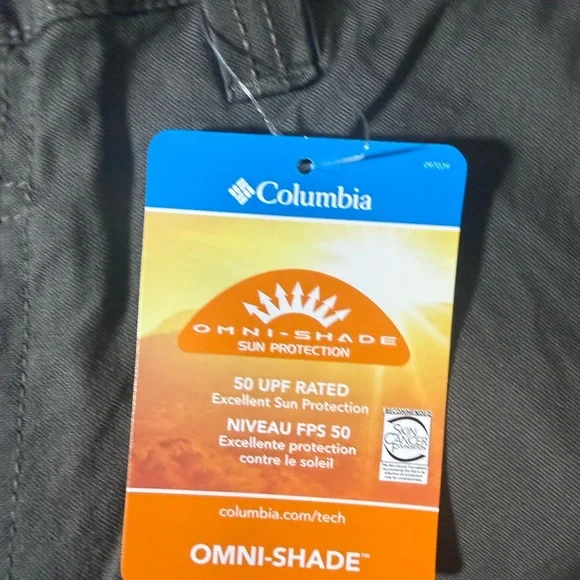 097039
Columbia
OMNI-SHADE
SUN PROTECTION
50 UPF RATED
Excellent Sun Protection
NIVEAU FPS 50
Excellente protection
contre le soleil
RECOMMENDED
SKIN
CANCER
FOUNDATION
columbia.com/tech
OMNI-SHADE™